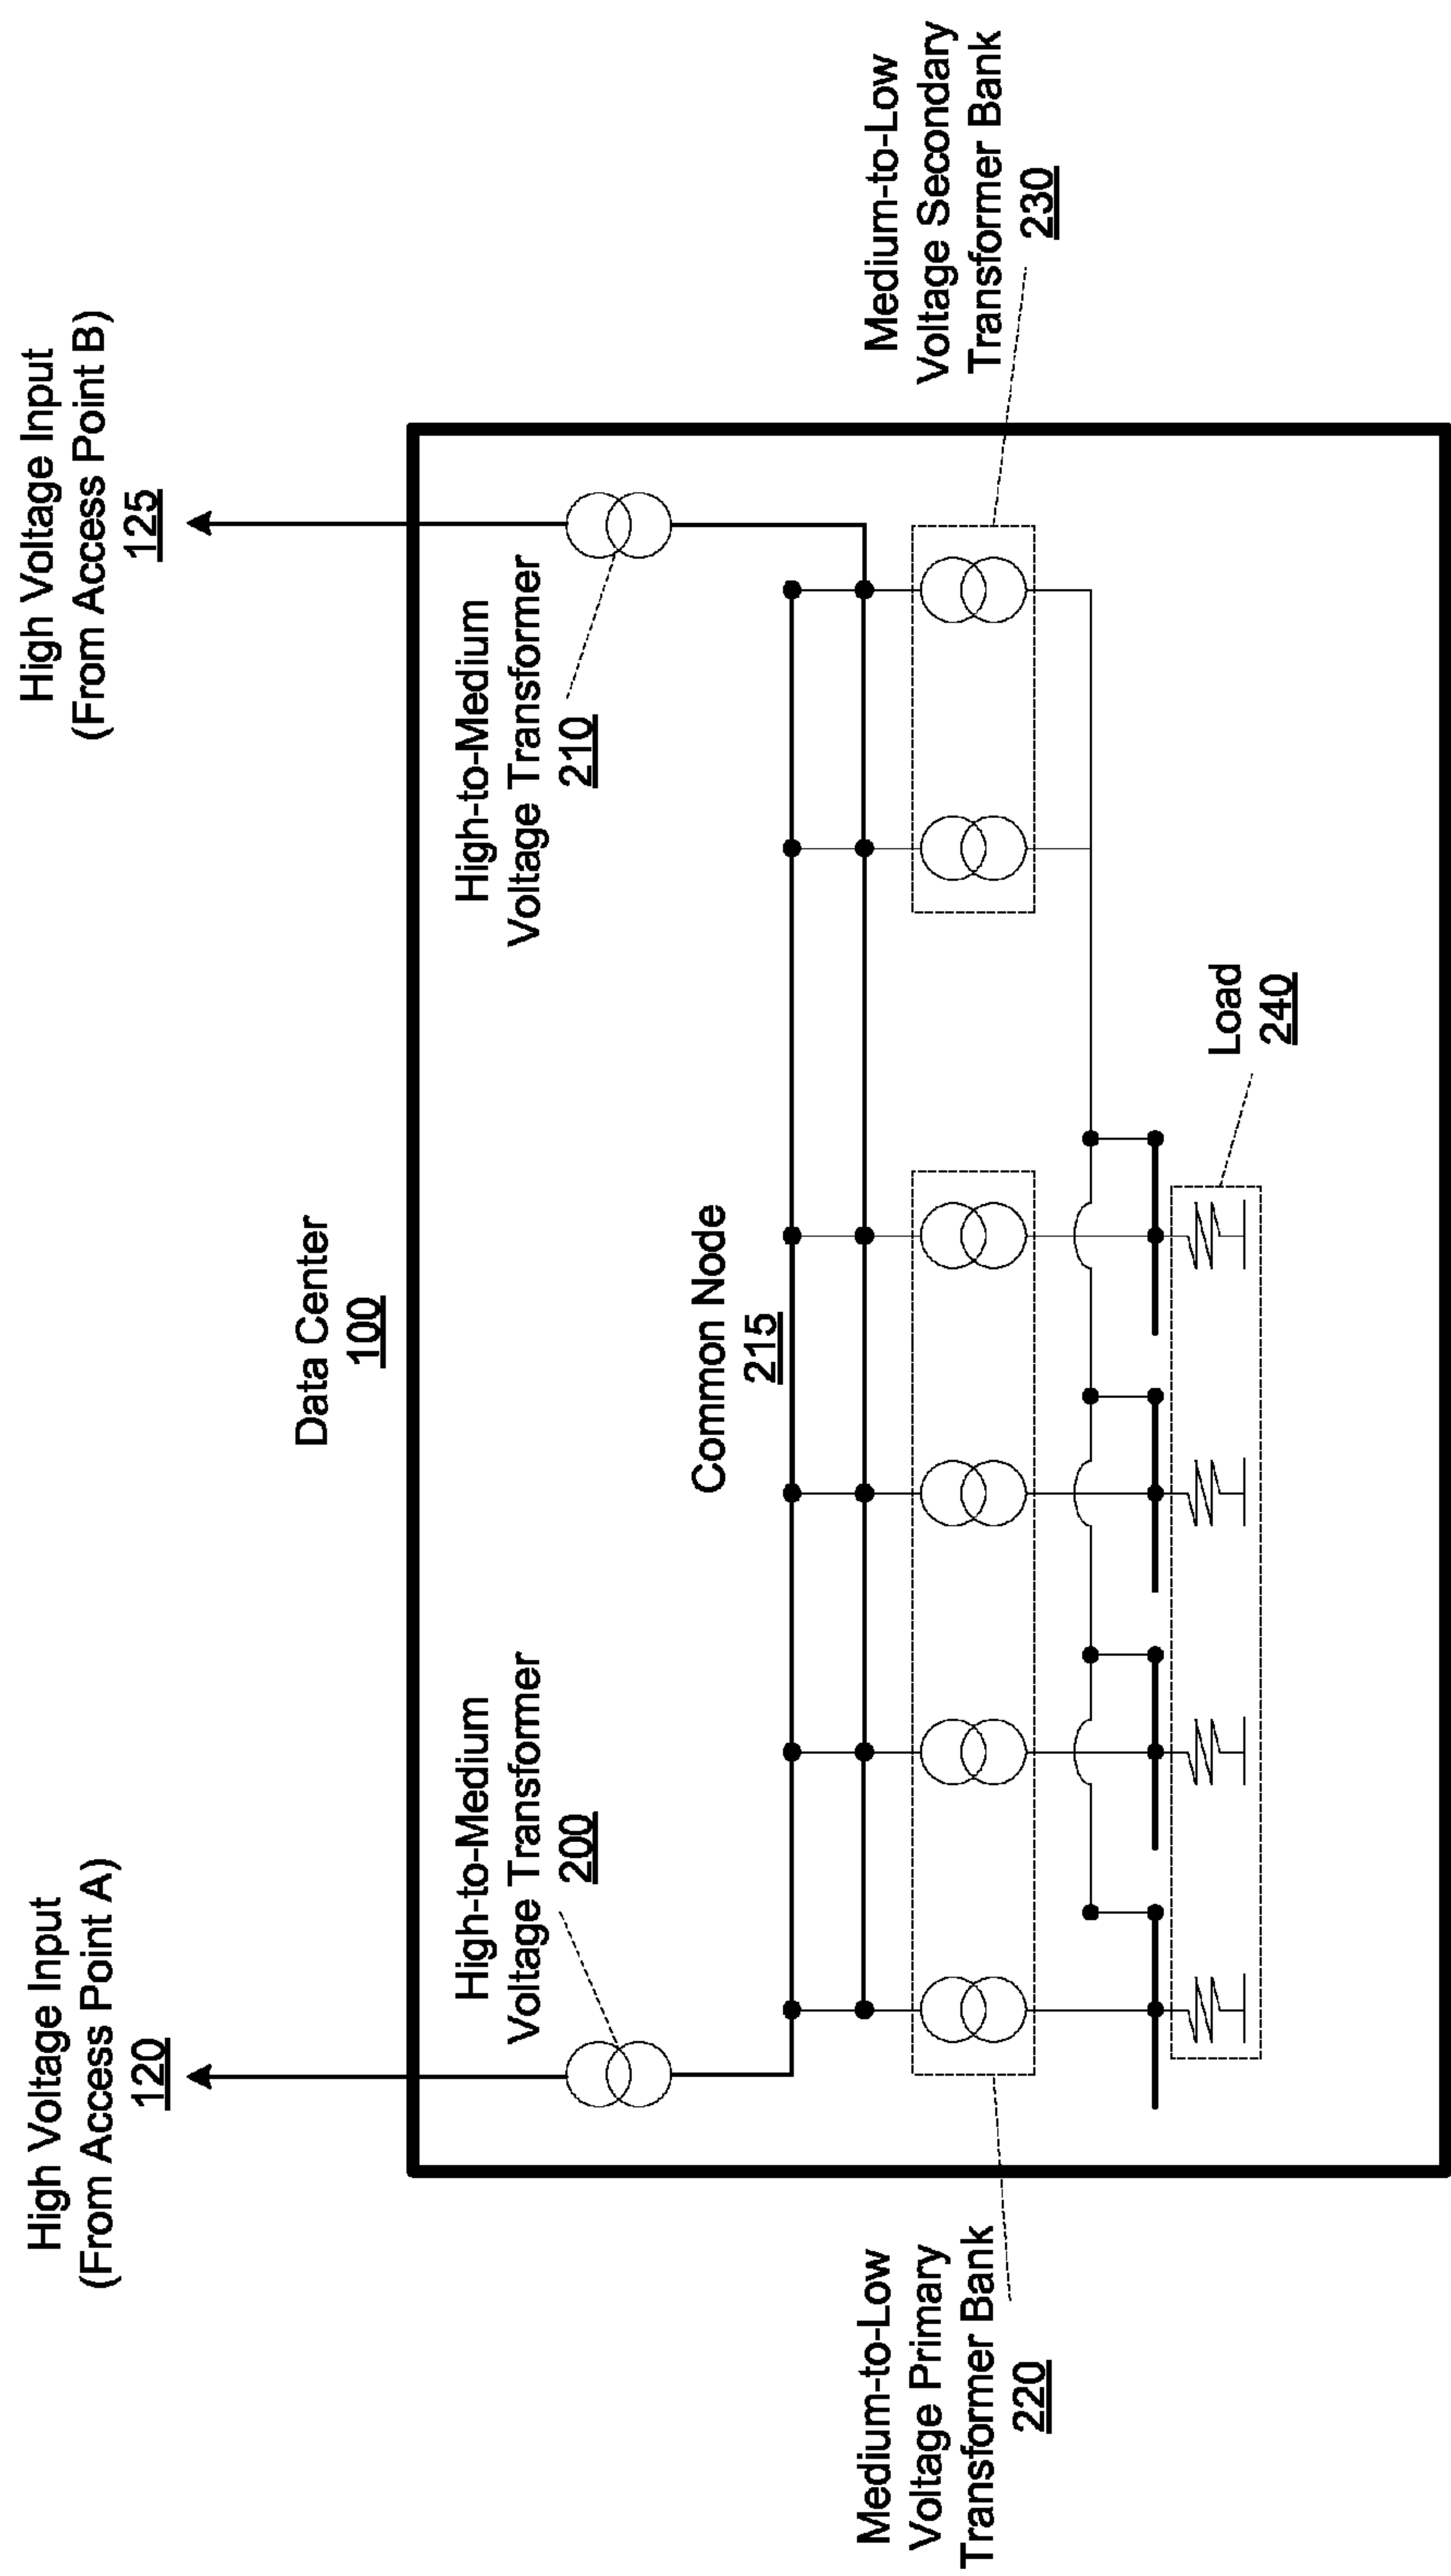 High Voltage Input
(From Access Point A)
120
High Voltage Input
(From Access Point B)
125
Data Center
100
High-to-Medium
Voltage Transformer
200
High-to-Medium
Voltage Transformer
210
Common Node
215
Medium-to-Low
Voltage Primary
Transformer Bank
220
Medium-to-Low
Voltage Secondary
Transformer Bank
230
Load
240